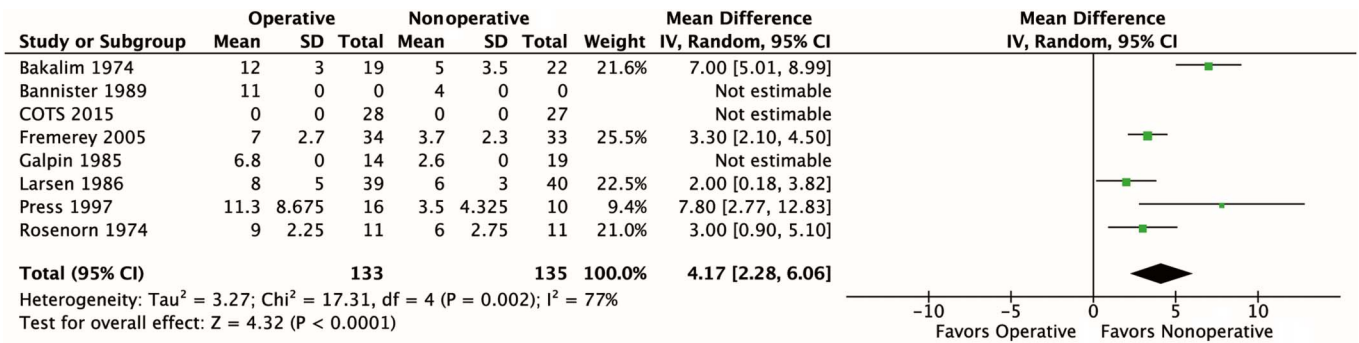 Operative Nonoperative Mean Difference Mean Difference
Study or Subgroup Mean SD Total Mean SD Total Weight IV, Random, 95% CI IV, Random, 95% CI
Bakalim 1974 12 3 19 5 3.5 22 21.6% 7.00 [5.01, 8.99]
Bannister 1989 11 0 0 4 0 0 Not estimable
COTS 2015 0 0 28 0 0 27 Not estimable
Fremerey 2005 7 2.7 34 3.7 2.3 33 25.5% 3.30 [2.10, 4.50]
Galpin 1985 6.8 0 14 2.6 0 19 Not estimable
Larsen 1986 8 5 39 6 3 40 22.5% 2.00 [0.18, 3.82]
Press 1997 11.3 8.675 16 3.5 4.325 10 9.4% 7.80 [2.77, 12.83]
Rosenorn 1974 9 2.25 11 6 2.75 11 21.0% 3.00 [0.90, 5.10]
Total (95% CI) 133 135 100.0% 4.17 [2.28, 6.06]
Heterogeneity: Tau² = 3.27; Chi² = 17.31, df = 4 (P = 0.002); I² = 77%
Test for overall effect: Z = 4.32 (P < 0.0001)
−10 −5 0 5 10
Favors Operative Favors Nonoperative